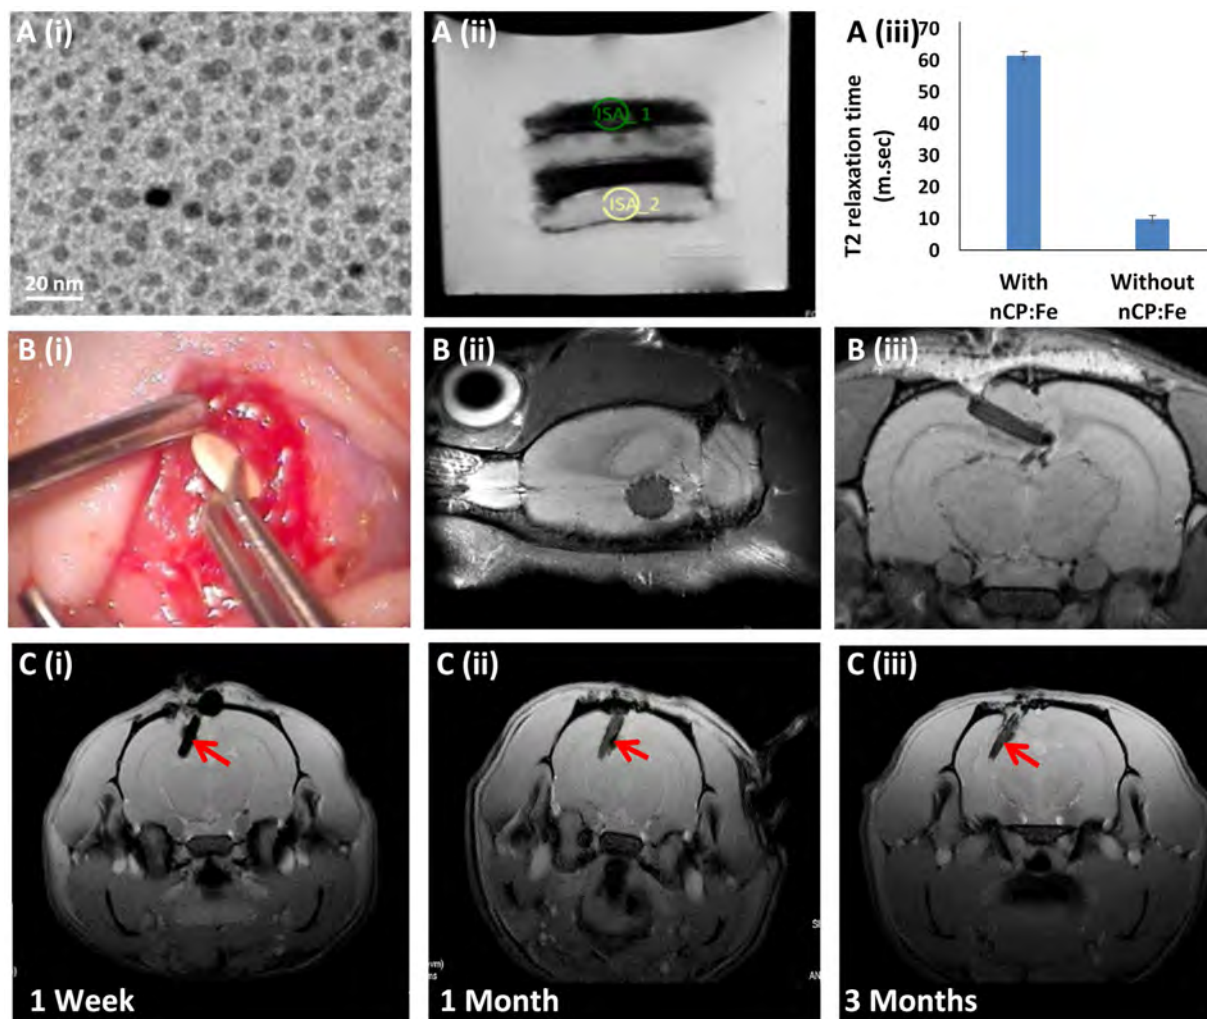 A (i)
20 nm
A (ii)
ISA_1
ISA_2
A (iii)
T2 relaxation time
(m.sec)
70
60
50
40
30
20
10
0
With
nCP:Fe
Without
nCP:Fe
B (i)
B (ii)
B (iii)
C (i)
1 Week
C (ii)
1 Month
C (iii)
3 Months